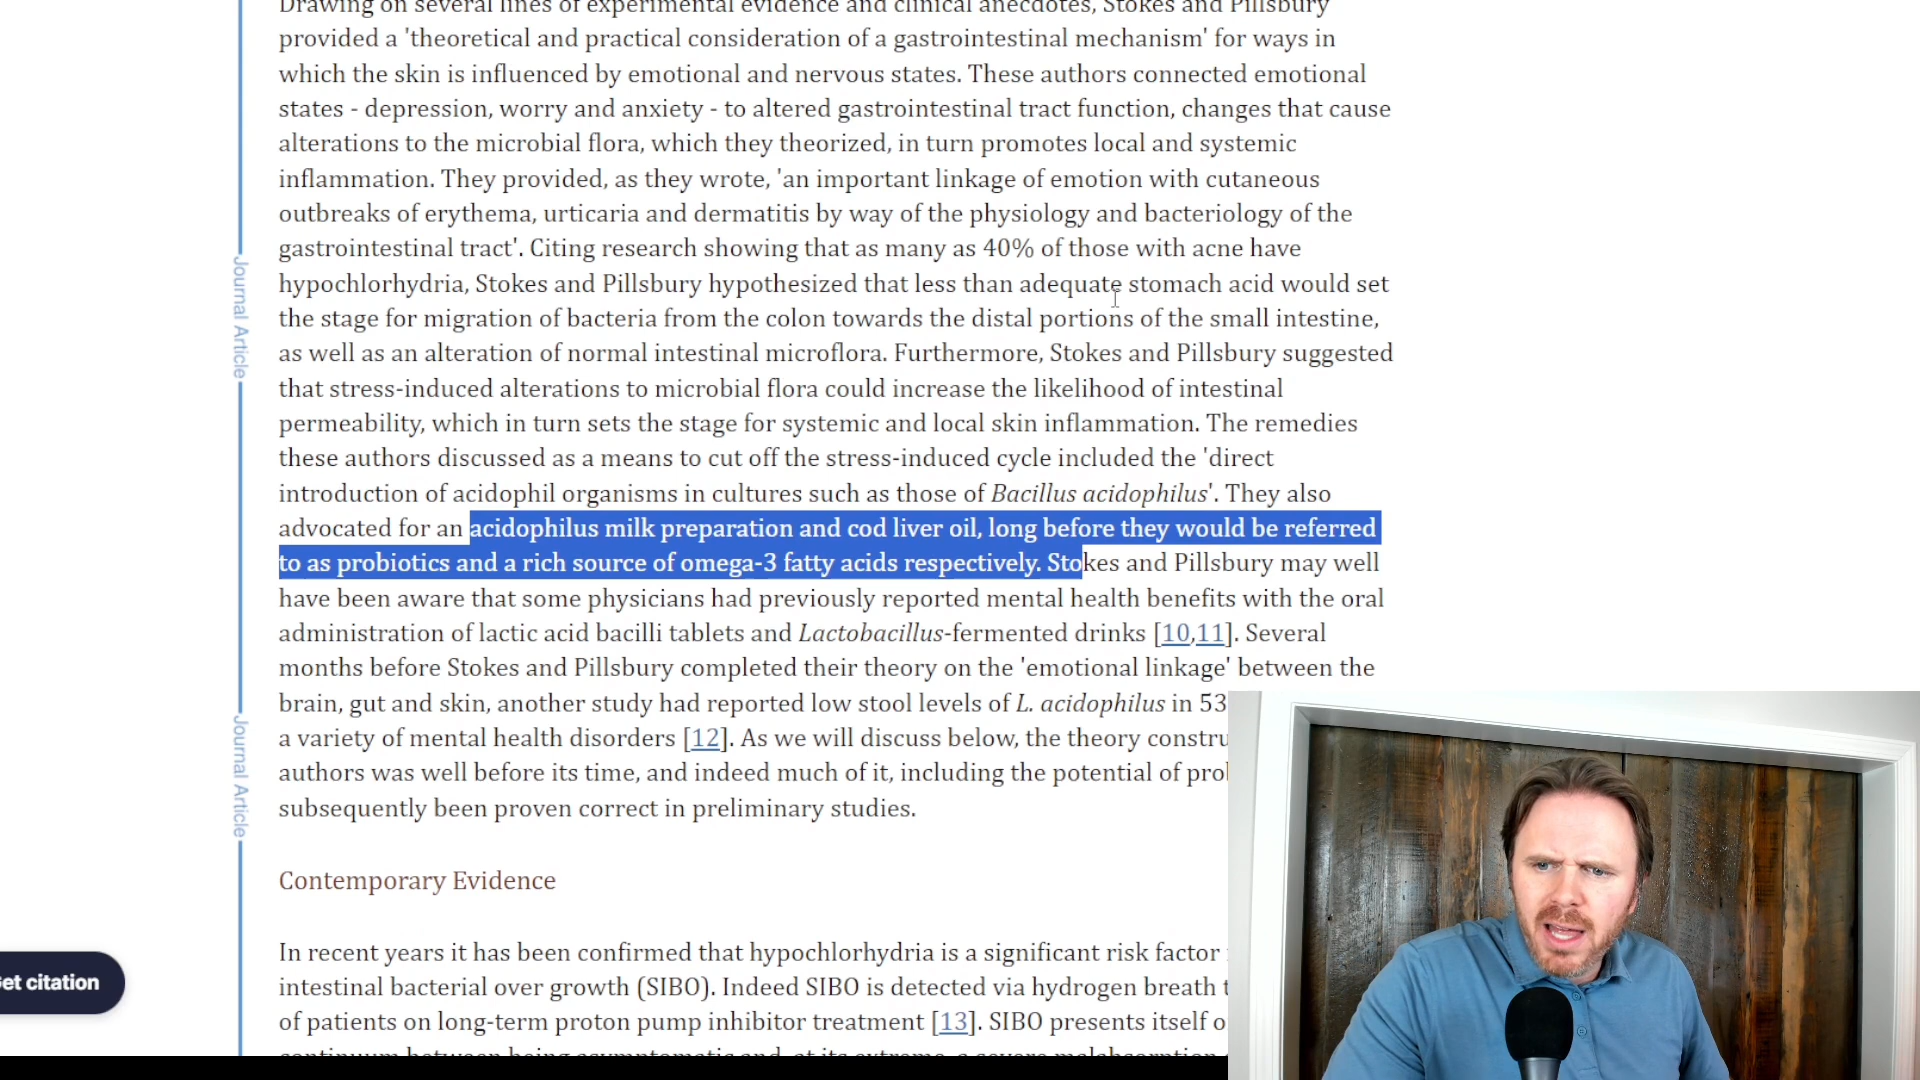 Drawing on several lines of experimental evidence and clinical anecdotes, Stokes and Pillsbury
provided a 'theoretical and practical consideration of a gastrointestinal mechanism' for ways in
which the skin is influenced by emotional and nervous states. These authors connected emotional
states - depression, worry and anxiety - to altered gastrointestinal tract function, changes that cause
alterations to the microbial flora, which they theorized, in turn promotes local and systemic
inflammation. They provided, as they wrote, 'an important linkage of emotion with cutaneous
outbreaks of erythema, urticaria and dermatitis by way of the physiology and bacteriology of the
gastrointestinal tract'. Citing research showing that as many as 40% of those with acne have
hypochlorhydria, Stokes and Pillsbury hypothesized that less than adequate stomach acid would set
the stage for migration of bacteria from the colon towards the distal portions of the small intestine,
as well as an alteration of normal intestinal microflora. Furthermore, Stokes and Pillsbury suggested
that stress-induced alterations to microbial flora could increase the likelihood of intestinal
permeability, which in turn sets the stage for systemic and local skin inflammation. The remedies
these authors discussed as a means to cut off the stress-induced cycle included the 'direct
introduction of acidophil organisms in cultures such as those of Bacillus acidophilus'. They also
advocated for an acidophilus milk preparation and cod liver oil, long before they would be referred
to as probiotics and a rich source of omega-3 fatty acids respectively. Stokes and Pillsbury may well
have been aware that some physicians had previously reported mental health benefits with the oral
administration of lactic acid bacilli tablets and Lactobacillus-fermented drinks [10,11]. Several
months before Stokes and Pillsbury completed their theory on the 'emotional linkage' between the
brain, gut and skin, another study had reported low stool levels of L. acidophilus in 53
a variety of mental health disorders [12]. As we will discuss below, the theory constru
authors was well before its time, and indeed much of it, including the potential of pro
subsequently been proven correct in preliminary studies.
Contemporary Evidence
In recent years it has been confirmed that hypochlorhydria is a significant risk factor
intestinal bacterial over growth (SIBO). Indeed SIBO is detected via hydrogen breath t
of patients on long-term proton pump inhibitor treatment [13]. SIBO presents itself o
continuum between being asymptomatic and, at its extreme, a severe malabsorption
Journal Article
Journal Article
et citation